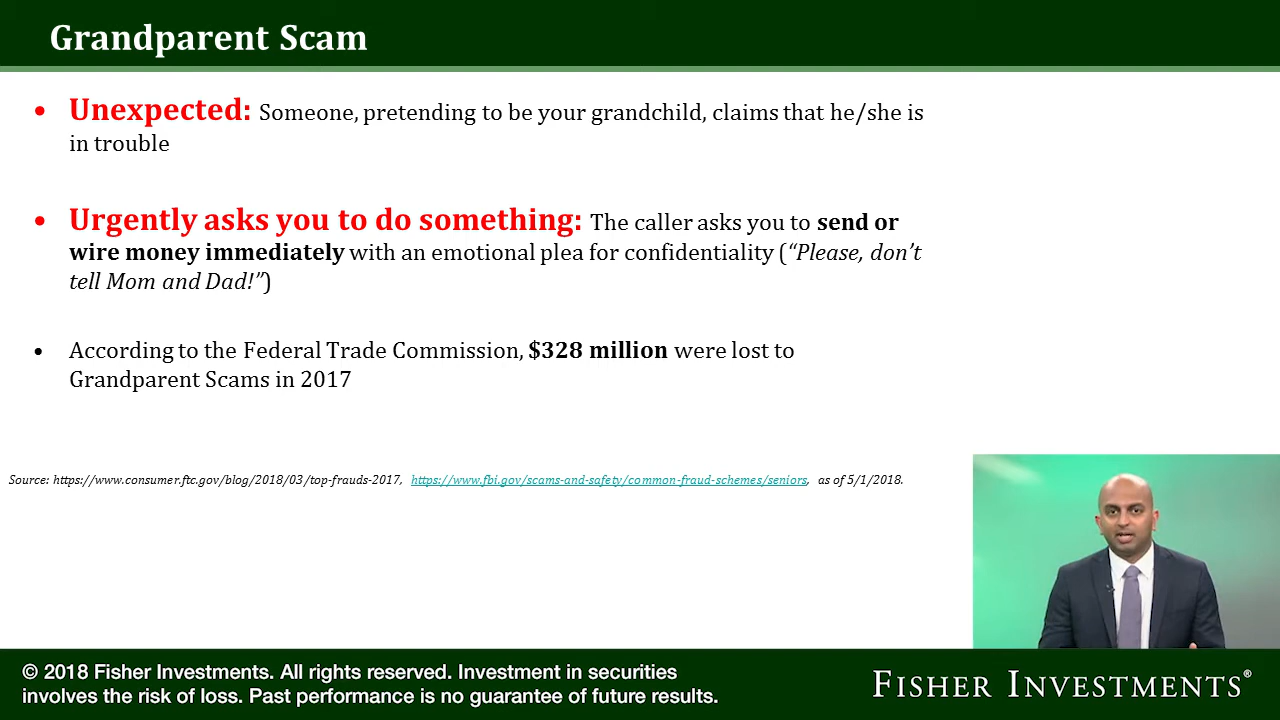 Grandparent Scam
• Unexpected: Someone, pretending to be your grandchild, claims that he/she is
in trouble
• Urgently asks you to do something: The caller asks you to send or
wire money immediately with an emotional plea for confidentiality (“Please, don’t
tell Mom and Dad!”)
• According to the Federal Trade Commission, $328 million were lost to
Grandparent Scams in 2017
Source: https://www.consumer.ftc.gov/blog/2018/03/top-frauds-2017, https://www.fbi.gov/scams-and-safety/common-fraud-schemes/seniors, as of 5/1/2018.
© 2018 Fisher Investments. All rights reserved. Investment in securities
involves the risk of loss. Past performance is no guarantee of future results.
FISHER INVESTMENTS®